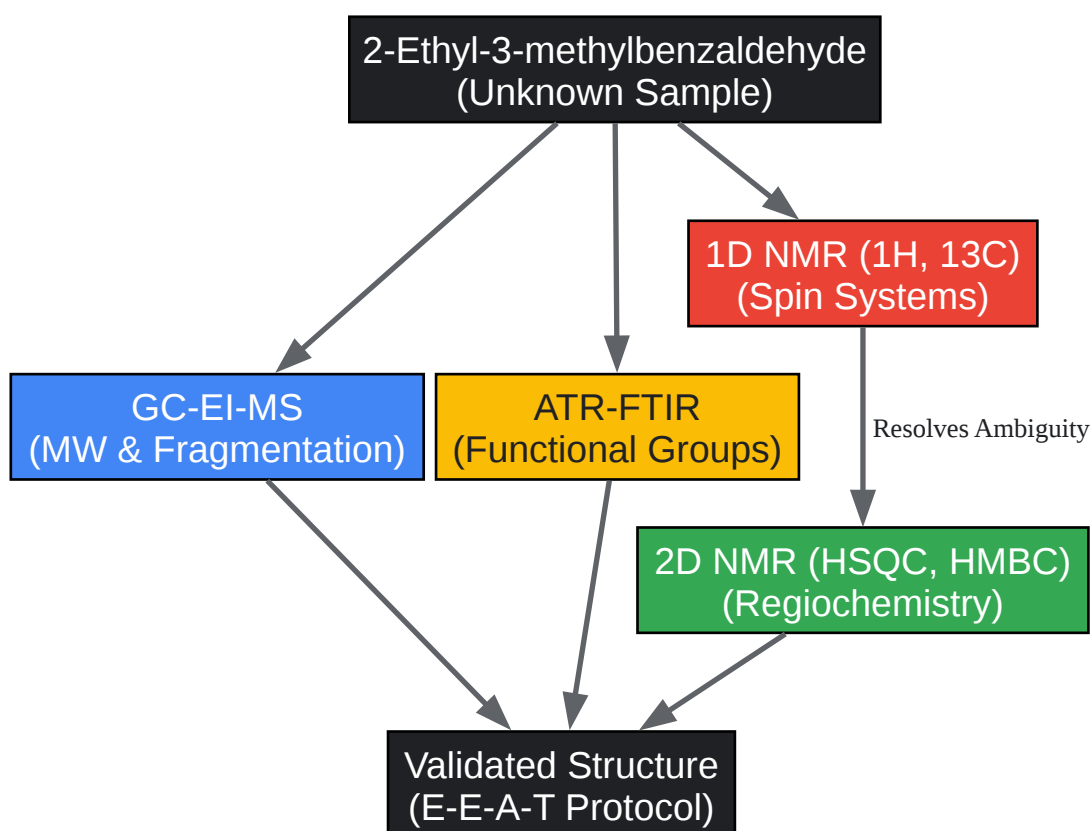 2-Ethyl-3-methylbenzaldehyde
(Unknown Sample)
1D NMR (1H, 13C)
(Spin Systems)
GC-EI-MS
(MW & Fragmentation)
ATR-FTIR
(Functional Groups)
Resolves Ambiguity
2D NMR (HSQC, HMBC)
(Regiochemistry)
Validated Structure
(E-E-A-T Protocol)